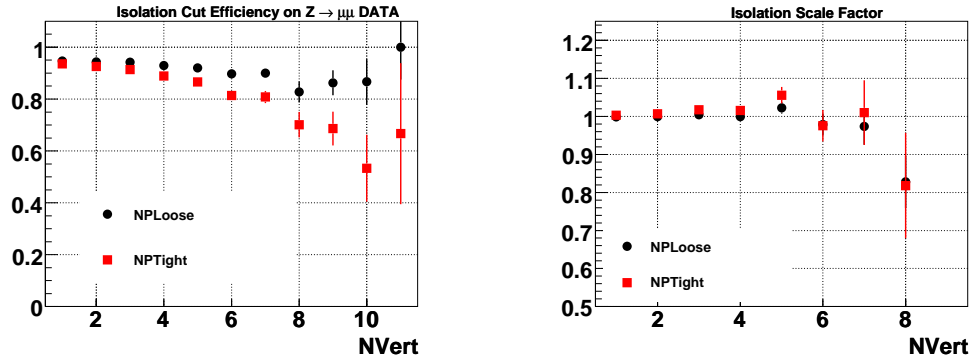 Isolation Cut Efficiency on Z → μμ DATA
1
0.8
0.6
0.4
0.2
0
NPLoose
NPTight
2 4 6 8 10
NVert
Isolation Scale Factor
1.2
1.1
1
0.9
0.8
0.7
0.6
0.5
NPLoose
NPTight
2 4 6 8
NVert